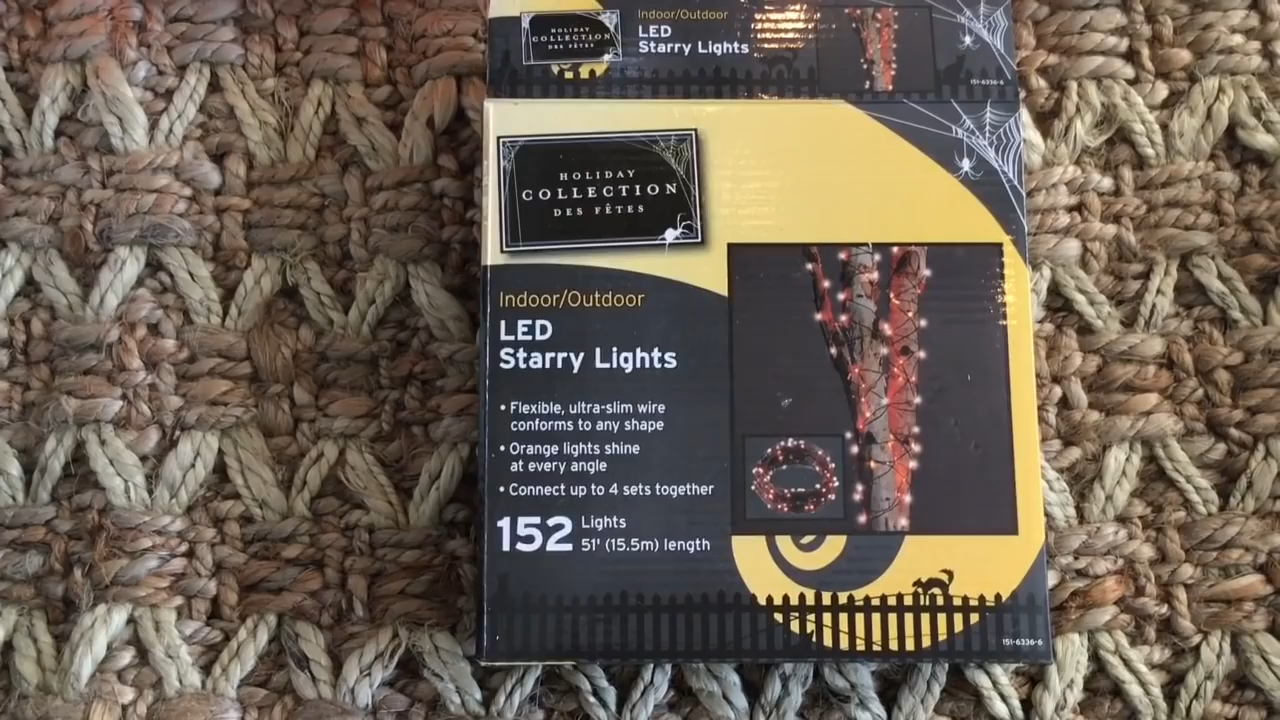 HOLIDAY
COLLECTION
DES FÊTES
Indoor/Outdoor
LED
Starry Lights
151-6336-6
HOLIDAY
COLLECTION
DES FÊTES
Indoor/Outdoor
LED
Starry Lights
• Flexible, ultra-slim wire
conforms to any shape
• Orange lights shine
at every angle
• Connect up to 4 sets together
152 Lights
51' (15.5m) length
151-6336-6